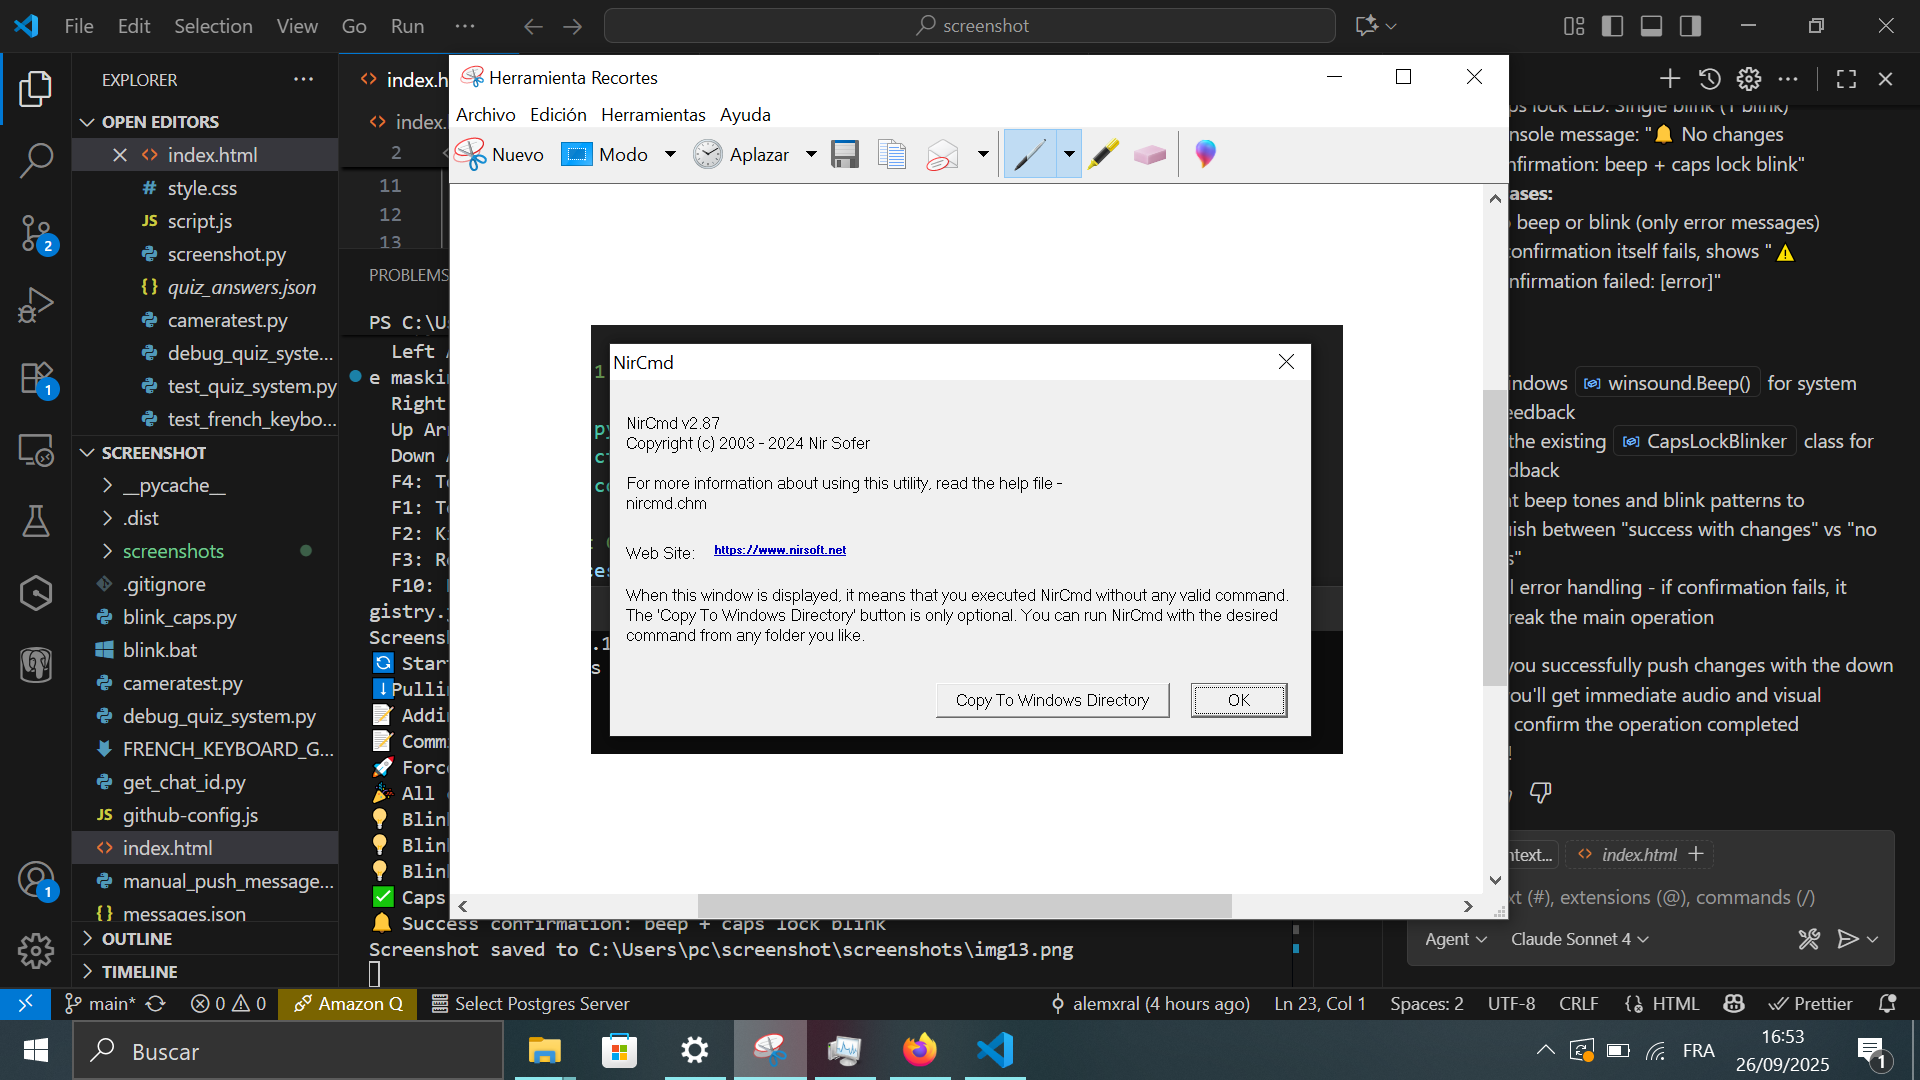 File Edit Selection View Go Run ···
screenshot
EXPLORER
OPEN EDITORS
index.html
style.css
script.js
screenshot.py
quiz_answers.json
cameratest.py
debug_quiz_syste...
test_quiz_system.py
test_french_keybo...
SCREENSHOT
__pycache__
.dist
screenshots
.gitignore
blink_caps.py
blink.bat
cameratest.py
debug_quiz_system.py
FRENCH_KEYBOARD_G...
get_chat_id.py
github-config.js
index.html
manual_push_message...
messages.json
OUTLINE
TIMELINE
2
1
1
index.h
index.
2
11
12
13
PROBLEMS
PS C:\U
Left
e maski
Right
Up Ar
Down
F4: T
F1: T
F2: K
F3: R
F10:
gistry.
Screens
Star
Pulli
Addi
Comm
Force
All
Blin
Blin
Blin
Caps
Success confirmation: beep + caps lock blink
Screenshot saved to C:\Users\pc\screenshot\screenshots\img13.png
Herramienta Recortes
Archivo Edición Herramientas Ayuda
Nuevo Modo Aplazar
NirCmd
NirCmd v2.87
Copyright (c) 2003 - 2024 Nir Sofer
For more information about using this utility, read the help file -
nircmd.chm
Web Site: https://www.nirsoft.net
When this window is displayed, it means that you executed NirCmd without any valid command.
The 'Copy To Windows Directory' button is only optional. You can run NirCmd with the desired
command from any folder you like.
Copy To Windows Directory OK
ps lock LED: Single blink (1 blink)
nsole message: "🔔 No changes
nfirmation: beep + caps lock blink"
ases:
beep or blink (only error messages)
onfirmation itself fails, shows "⚠
nfirmation failed: [error]"
indows winsound.Beep() for system
eedback
the existing CapsLockBlinker class for
dback
nt beep tones and blink patterns to
uish between "success with changes" vs "no
s"
l error handling - if confirmation fails, it
reak the main operation
you successfully push changes with the down
you'll get immediate audio and visual
confirm the operation completed
!
ntext... index.html +
xt (#), extensions (@), commands (/)
Agent Claude Sonnet 4
main* 0 0 Amazon Q Select Postgres Server alemxral (4 hours ago) Ln 23, Col 1 Spaces: 2 UTF-8 CRLF HTML Prettier
Buscar
FRA
16:53
26/09/2025
1